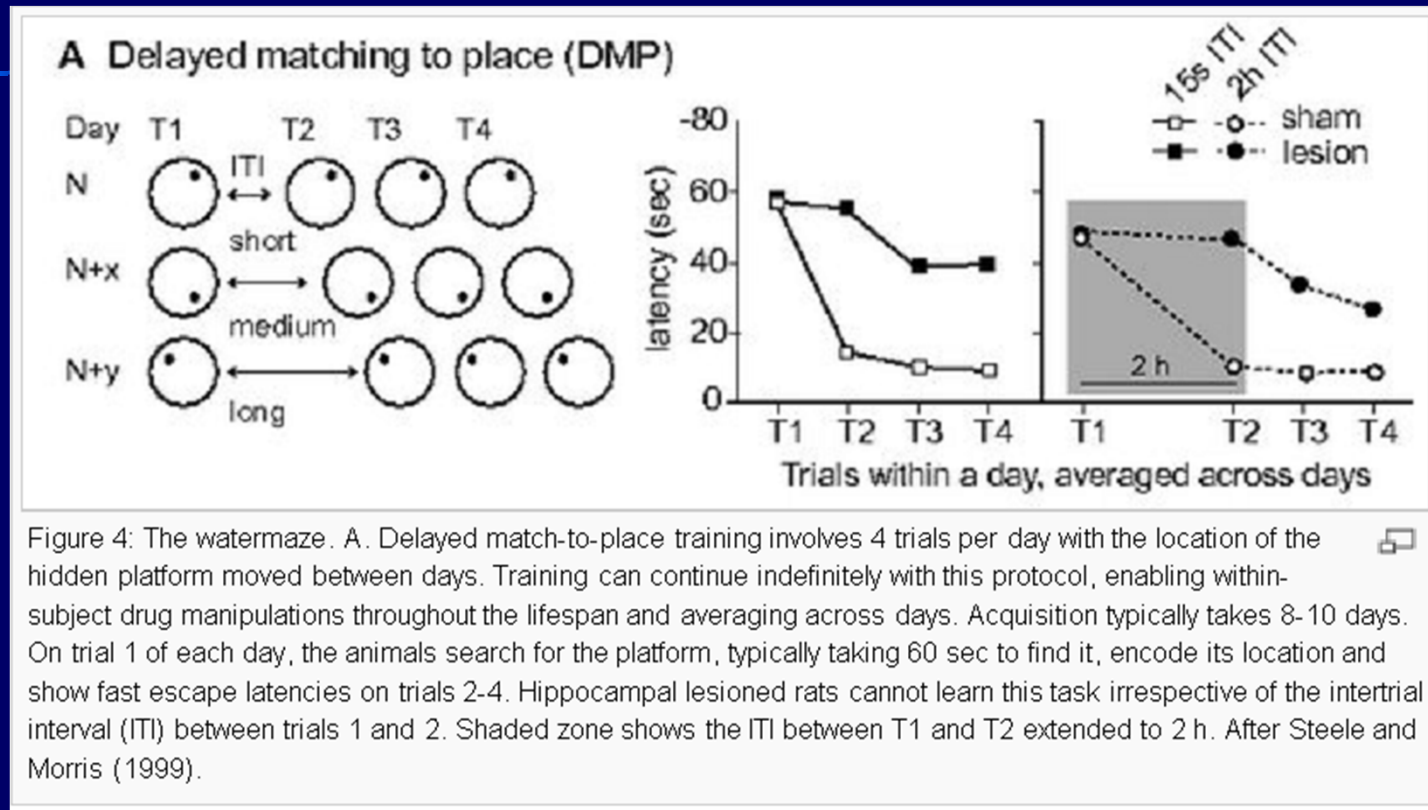 A Delayed matching to place (DMP)
Day T1 T2 T3 T4
N
ITI
short
N+x
medium
N+y
long
15s ITI
2h ITI
sham
lesion
latency (sec)
-80
60
40
20
0
2 h
T1 T2 T3 T4 T1 T2 T3 T4
Trials within a day, averaged across days
Figure 4: The watermaze. A. Delayed match-to-place training involves 4 trials per day with the location of the
hidden platform moved between days. Training can continue indefinitely with this protocol, enabling within-
subject drug manipulations throughout the lifespan and averaging across days. Acquisition typically takes 8-10 days.
On trial 1 of each day, the animals search for the platform, typically taking 60 sec to find it, encode its location and
show fast escape latencies on trials 2-4. Hippocampal lesioned rats cannot learn this task irrespective of the intertrial
interval (ITI) between trials 1 and 2. Shaded zone shows the ITI between T1 and T2 extended to 2 h. After Steele and
Morris (1999).